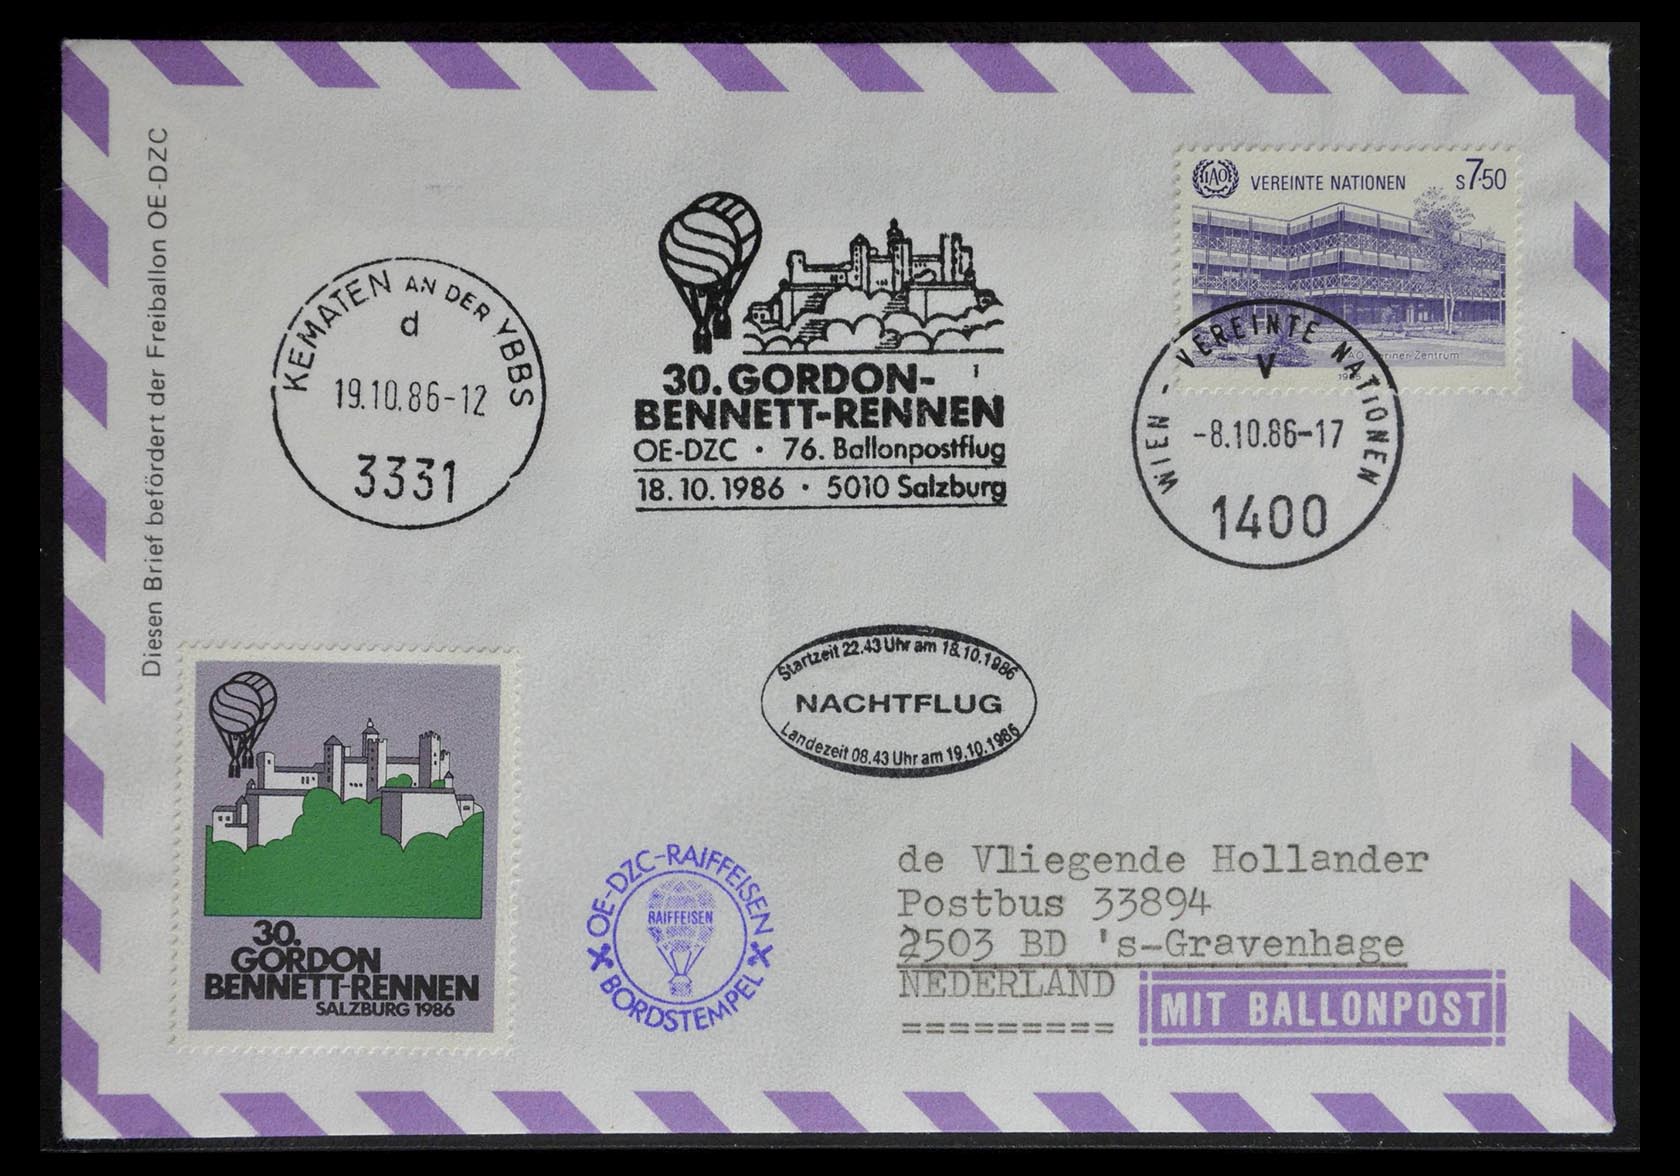 Diesen Brief befördert der Freiballon OE-DZC
KEMATEN AN DER YBBS
d
19.10.86-12
3331
30. GORDON-
BENNETT-RENNEN
OE-DZC · 76. Ballonpostflug
18.10.1986 · 5010 Salzburg
VEREINTE NATIONEN s7·50
1986
WIEN - VEREINTE NATIONEN
V
-8.10.86-17
1400
Startzeit 22.43 Uhr am 18.10.1986
NACHTFLUG
Landezeit 08.43 Uhr am 19.10.1986
30.
GORDON
BENNETT-RENNEN
SALZBURG 1986
OE-DZC-RAIFFEISEN
RAIFFEISEN
BORDSTEMPEL
de Vliegende Hollander
Postbus 33894
2503 BD 's-Gravenhage
NEDERLAND
==========
MIT BALLONPOST